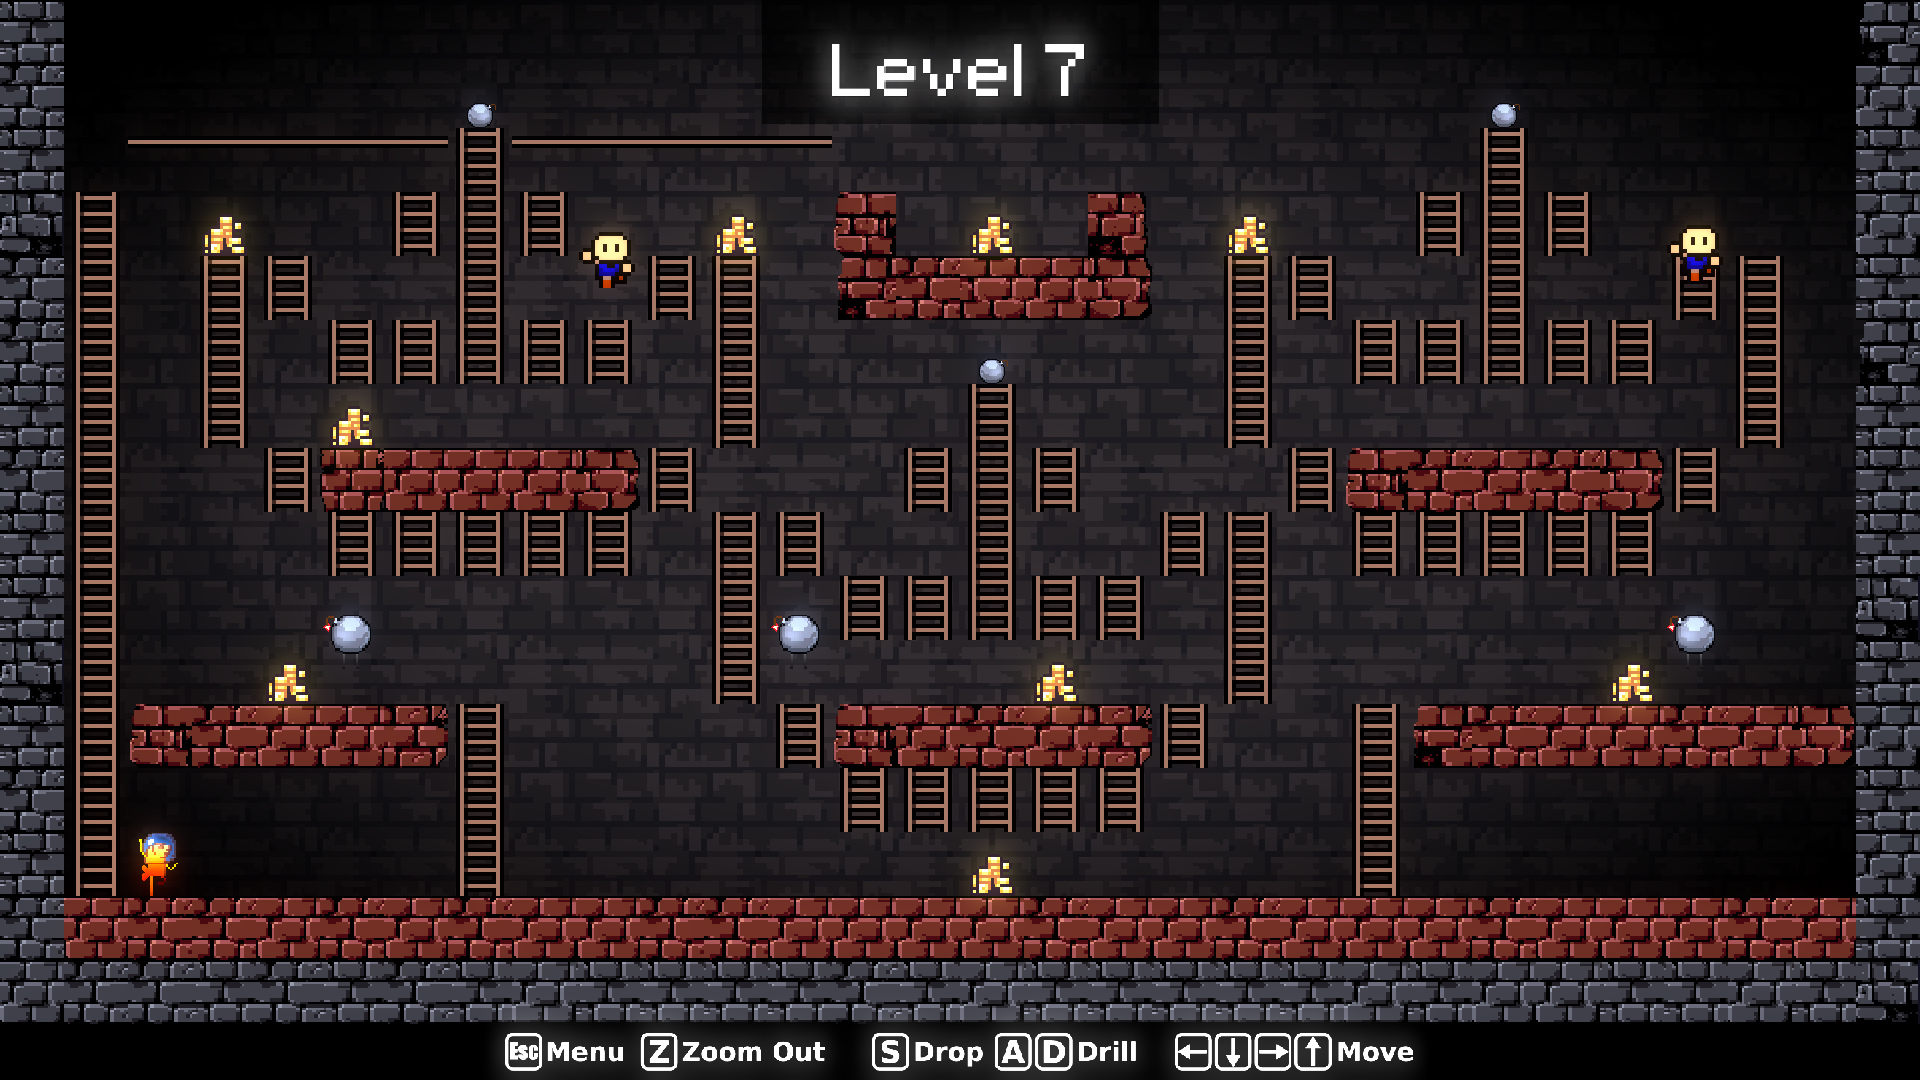 Level 7
Esc Menu Z Zoom Out S Drop A D Drill ← ↓ → ↑ Move